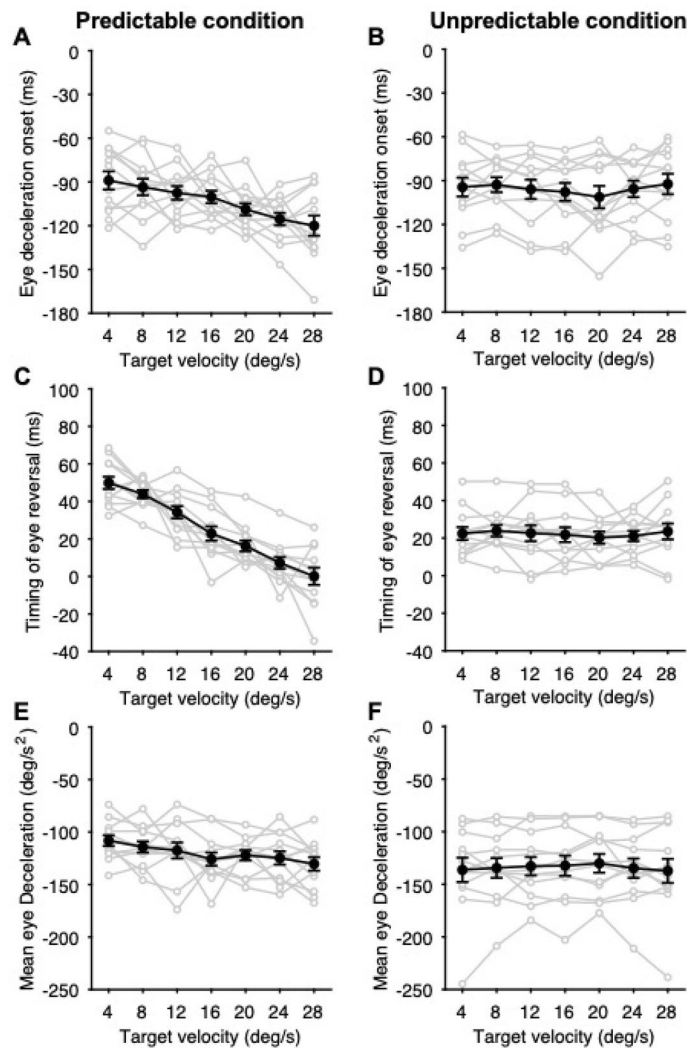 Predictable condition
Unpredictable condition
A
Eye deceleration onset (ms)
0
-30
-60
-90
-120
-150
-180
4 8 12 16 20 24 28
Target velocity (deg/s)
B
Eye deceleration onset (ms)
0
-30
-60
-90
-120
-150
-180
4 8 12 16 20 24 28
Target velocity (deg/s)
C
Timing of eye reversal (ms)
100
80
60
40
20
0
-20
-40
4 8 12 16 20 24 28
Target velocity (deg/s)
D
Timing of eye reversal (ms)
100
80
60
40
20
0
-20
-40
4 8 12 16 20 24 28
Target velocity (deg/s)
E
Mean eye Deceleration (deg/s²)
0
-50
-100
-150
-200
-250
4 8 12 16 20 24 28
Target velocity (deg/s)
F
Mean eye Deceleration (deg/s²)
0
-50
-100
-150
-200
-250
4 8 12 16 20 24 28
Target velocity (deg/s)